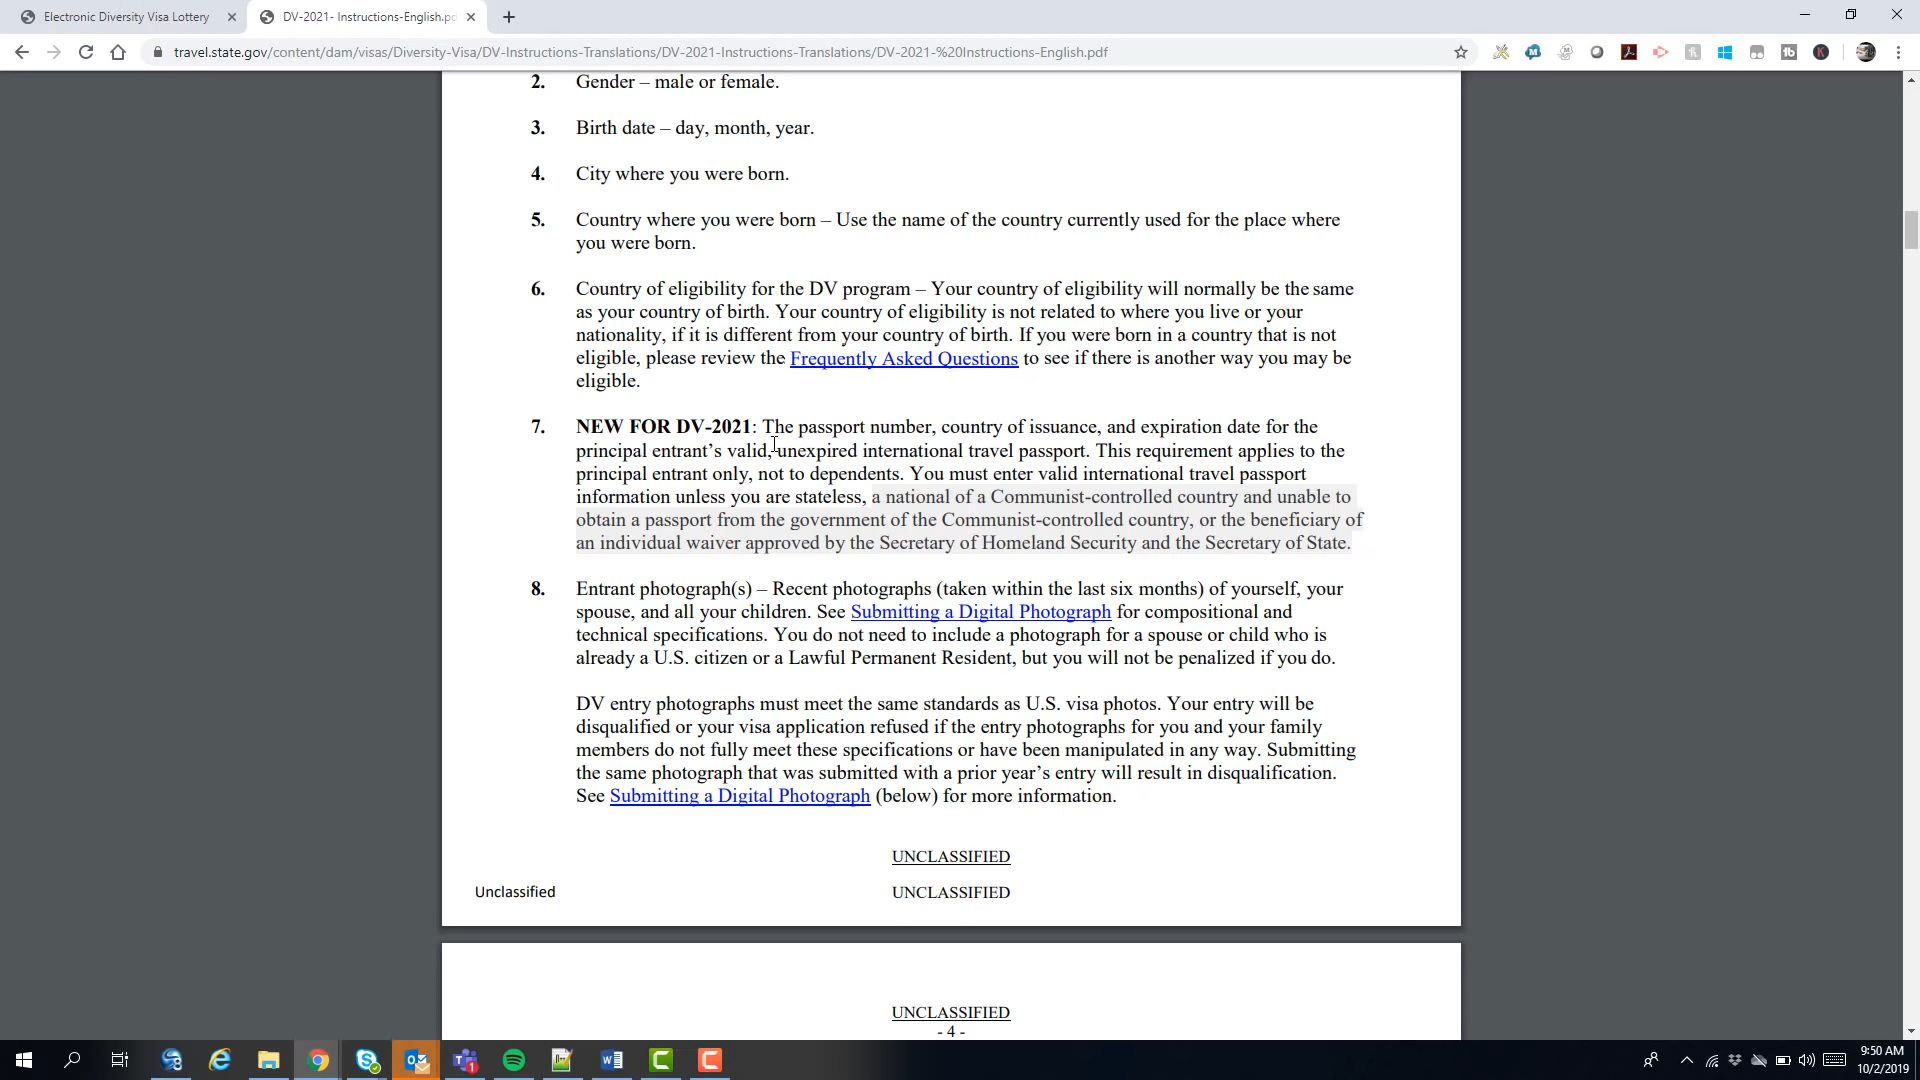 Electronic Diversity Visa Lottery
DV-2021- Instructions-English.pd
travel.state.gov/content/dam/visas/Diversity-Visa/DV-Instructions-Translations/DV-2021-Instructions-Translations/DV-2021-%20Instructions-English.pdf
2. Gender – male or female.
3. Birth date – day, month, year.
4. City where you were born.
5. Country where you were born – Use the name of the country currently used for the place where
you were born.
6. Country of eligibility for the DV program – Your country of eligibility will normally be the same
as your country of birth. Your country of eligibility is not related to where you live or your
nationality, if it is different from your country of birth. If you were born in a country that is not
eligible, please review the Frequently Asked Questions to see if there is another way you may be
eligible.
7. NEW FOR DV-2021: The passport number, country of issuance, and expiration date for the
principal entrant’s valid, unexpired international travel passport. This requirement applies to the
principal entrant only, not to dependents. You must enter valid international travel passport
information unless you are stateless, a national of a Communist-controlled country and unable to
obtain a passport from the government of the Communist-controlled country, or the beneficiary of
an individual waiver approved by the Secretary of Homeland Security and the Secretary of State.
8. Entrant photograph(s) – Recent photographs (taken within the last six months) of yourself, your
spouse, and all your children. See Submitting a Digital Photograph for compositional and
technical specifications. You do not need to include a photograph for a spouse or child who is
already a U.S. citizen or a Lawful Permanent Resident, but you will not be penalized if you do.
DV entry photographs must meet the same standards as U.S. visa photos. Your entry will be
disqualified or your visa application refused if the entry photographs for you and your family
members do not fully meet these specifications or have been manipulated in any way. Submitting
the same photograph that was submitted with a prior year’s entry will result in disqualification.
See Submitting a Digital Photograph (below) for more information.
UNCLASSIFIED
Unclassified UNCLASSIFIED
UNCLASSIFIED
- 4 -
9:50 AM
10/2/2019